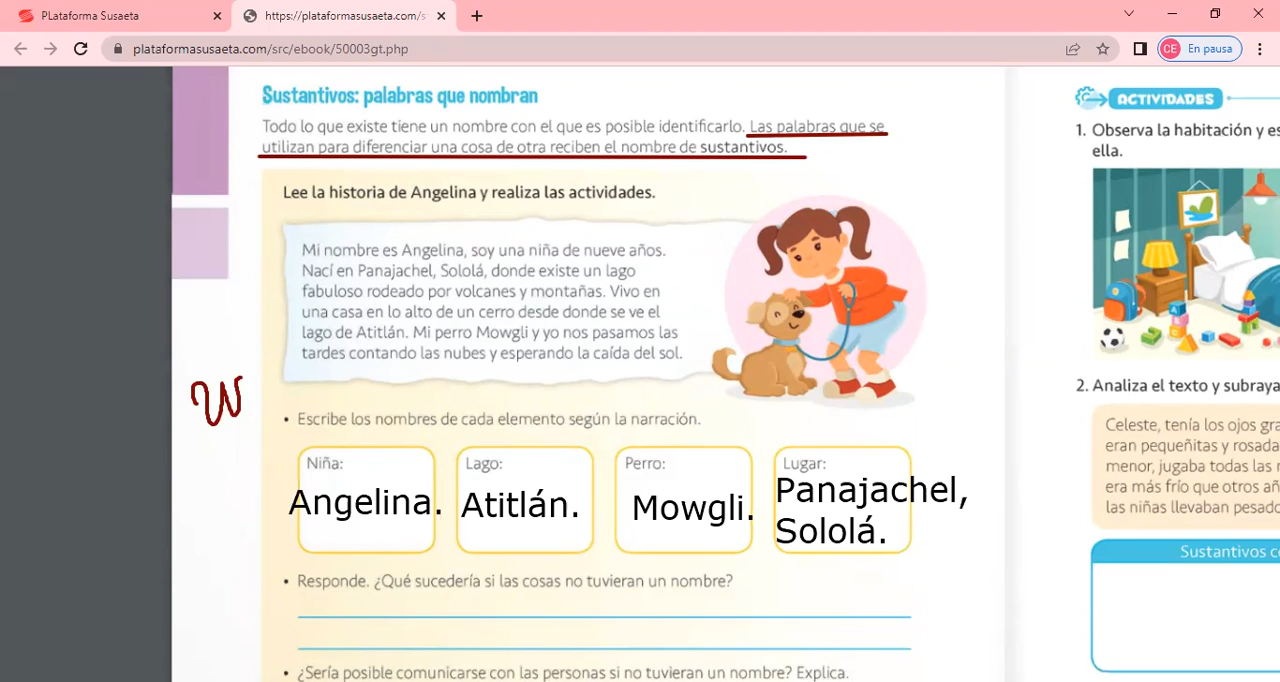 PLataforma Susaeta
https://plataformasusaeta.com/s
plataformasusaeta.com/src/ebook/50003gt.php
CE En pausa
Sustantivos: palabras que nombran
Todo lo que existe tiene un nombre con el que es posible identificarlo. Las palabras que se
utilizan para diferenciar una cosa de otra reciben el nombre de sustantivos.
Lee la historia de Angelina y realiza las actividades.
Mi nombre es Angelina, soy una niña de nueve años.
Nací en Panajachel, Sololá, donde existe un lago
fabuloso rodeado por volcanes y montañas. Vivo en
una casa en lo alto de un cerro desde donde se ve el
lago de Atitlán. Mi perro Mowgli y yo nos pasamos las
tardes contando las nubes y esperando la caída del sol.
W
• Escribe los nombres de cada elemento según la narración.
Niña: Lago: Perro: Lugar:
Angelina. Atitlán. Mowgli. Panajachel,
Sololá.
• Responde. ¿Qué sucedería si las cosas no tuvieran un nombre?
• ¿Sería posible comunicarse con las personas si no tuvieran un nombre? Explica.
ACTIVIDADES
1. Observa la habitación y es
ella.
2. Analiza el texto y subraya
Celeste, tenía los ojos gra
eran pequeñitas y rosada
menor, jugaba todas las
era más frío que otros añ
las niñas llevaban pesado
Sustantivos c